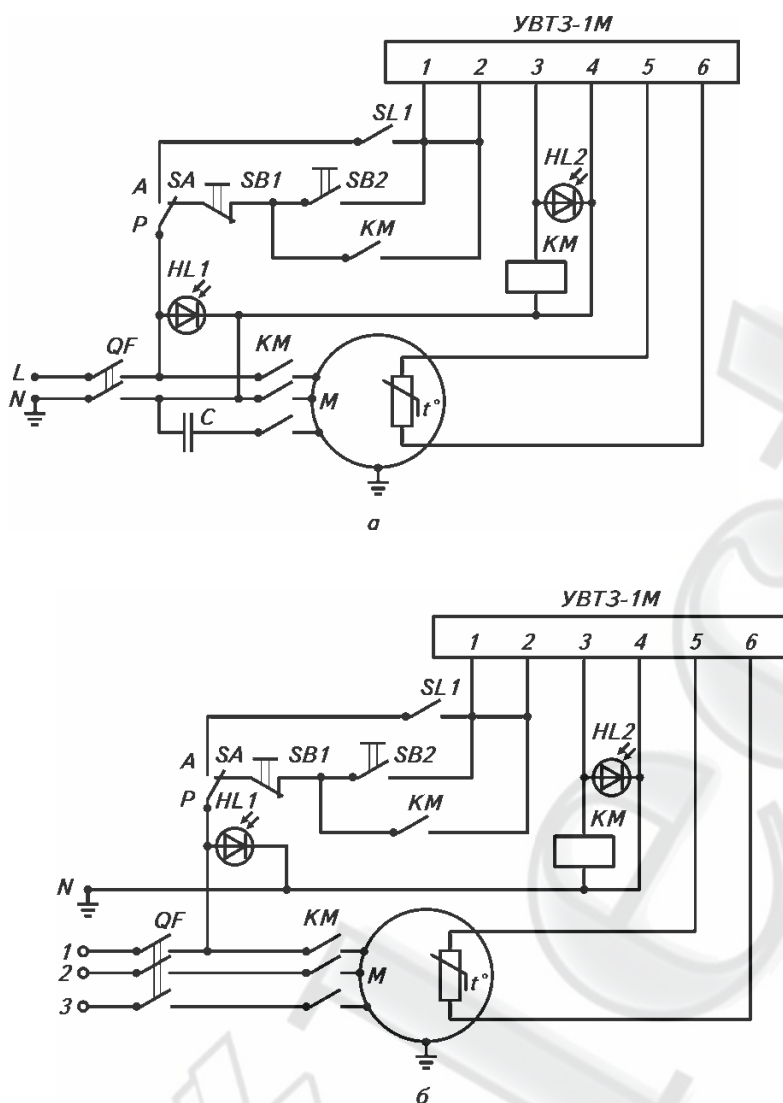 УВТЗ-1М
1 2 3 4 5 6
SL1
HL2
A SA SB1 SB2
P KM KM
HL1
QF KM
L
N M t°
C
а
УВТЗ-1М
1 2 3 4 5 6
SL1
HL2
A SA SB1 SB2
P HL1 KM KM
N
QF KM
1
2 M t°
3
б